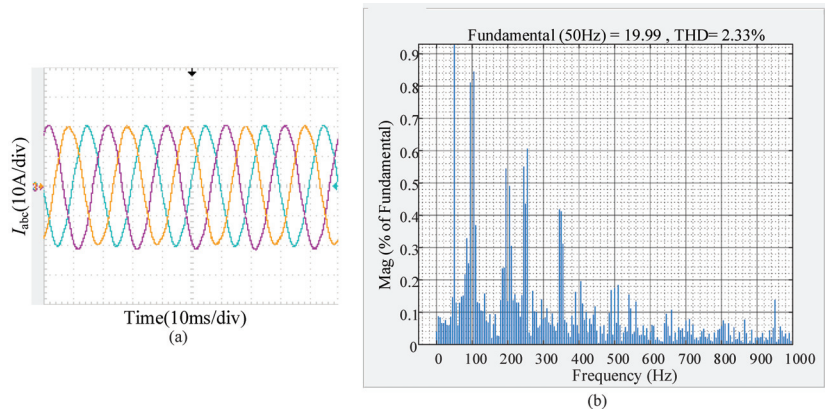 I_abc(10A/div)
Time(10ms/div)
(a)
Fundamental (50Hz) = 19.99 , THD= 2.33%
Mag (% of Fundamental)
0.9
0.8
0.7
0.6
0.5
0.4
0.3
0.2
0.1
0
0 100 200 300 400 500 600 700 800 900 1000
Frequency (Hz)
(b)